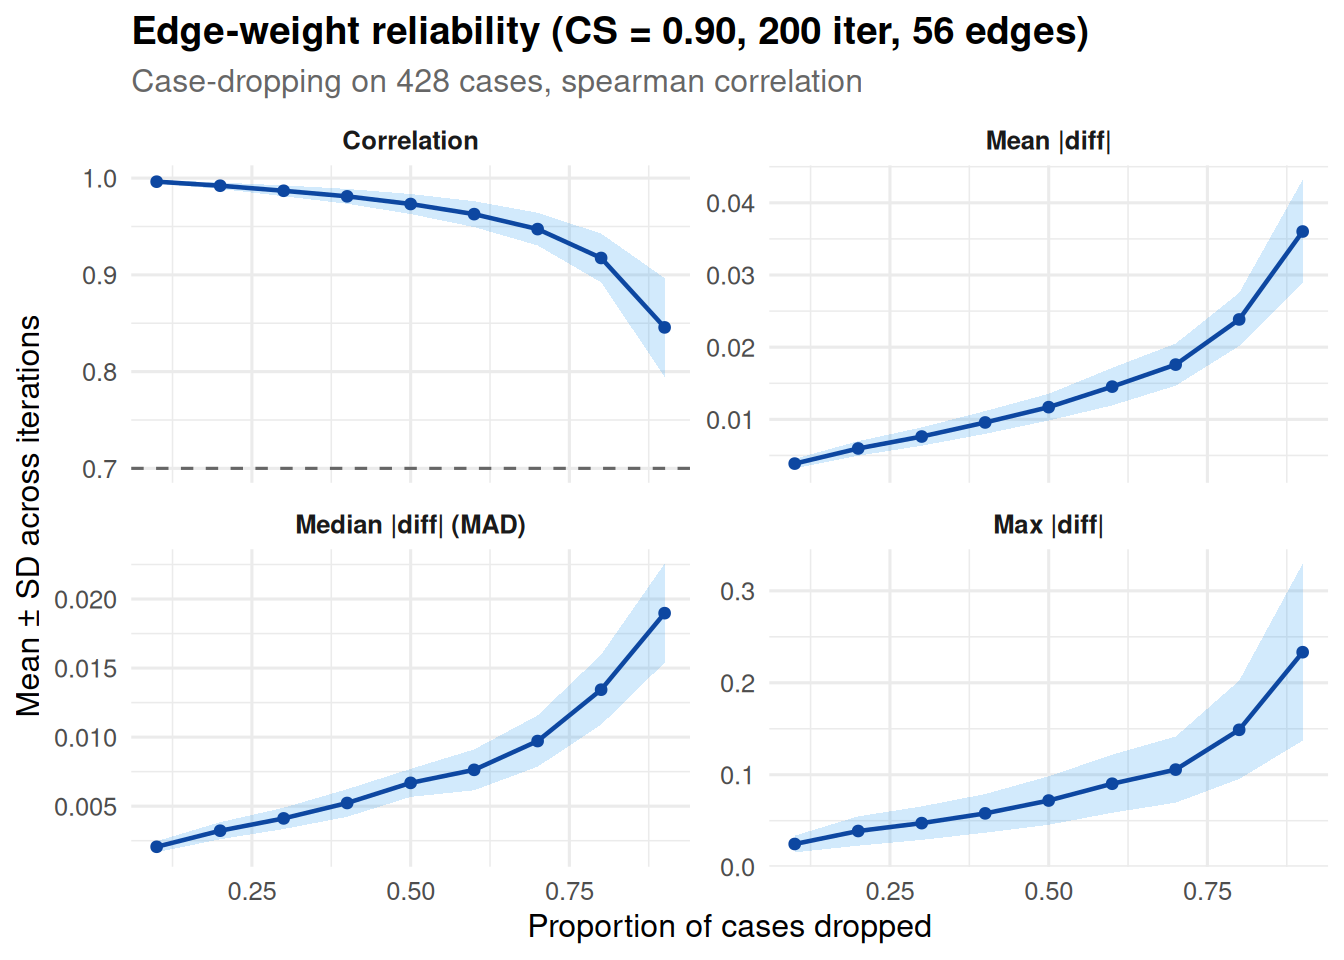 Edge-weight reliability (CS = 0.90, 200 iter, 56 edges)
Case-dropping on 428 cases, spearman correlation
Correlation
Mean |diff|
1.0
0.9
0.8
0.7
0.04
0.03
0.02
0.01
Mean ± SD across iterations
Median |diff| (MAD)
Max |diff|
0.020
0.015
0.010
0.005
0.3
0.2
0.1
0.0
0.25 0.50 0.75
0.25 0.50 0.75
Proportion of cases dropped